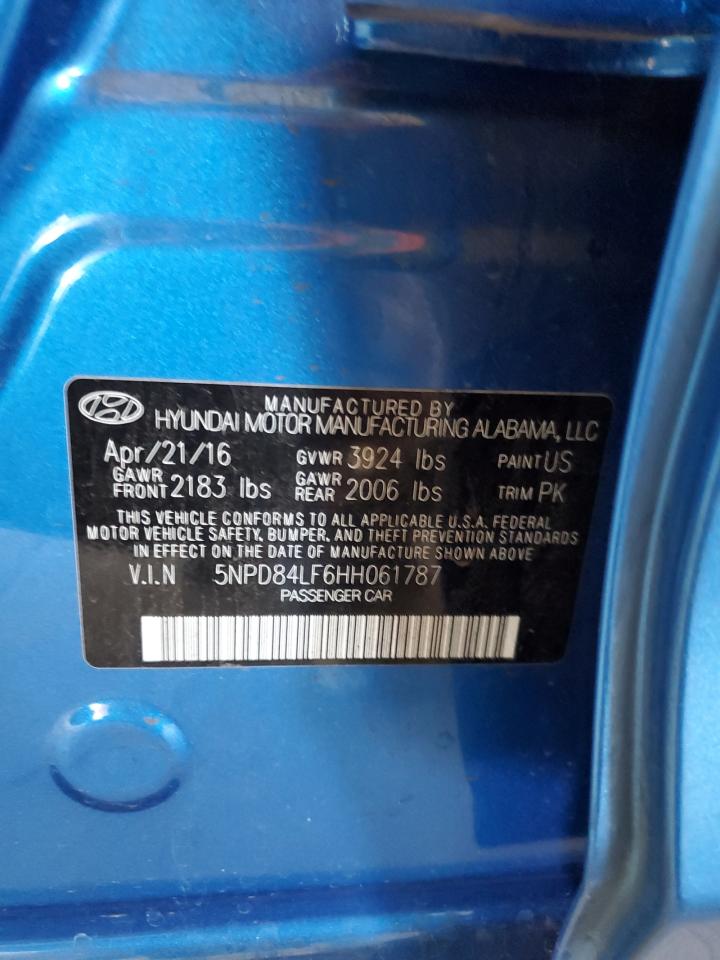 MANUFACTURED BY
HYUNDAI MOTOR MANUFACTURING ALABAMA, LLC
Apr/21/16 GVWR 3924 lbs PAINT US
GAWR FRONT 2183 lbs GAWR REAR 2006 lbs TRIM PK
THIS VEHICLE CONFORMS TO ALL APPLICABLE U.S.A. FEDERAL
MOTOR VEHICLE SAFETY, BUMPER, AND THEFT PREVENTION STANDARDS
IN EFFECT ON THE DATE OF MANUFACTURE SHOWN ABOVE
V.I.N 5NPD84LF6HH061787
PASSENGER CAR